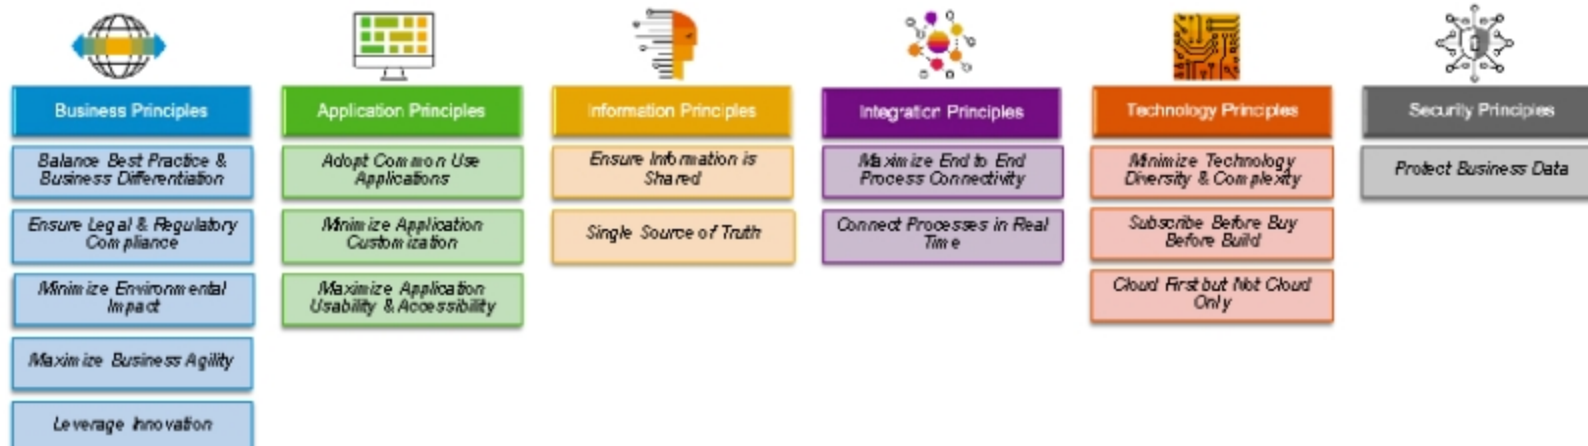 Business Principles
Balance Best Practice &
Business Differentiation
Ensure Legal & Regulatory
Compliance
Minimize Environmental
Impact
Maximize Business Agility
Leverage Innovation
Application Principles
Adopt Common Use
Applications
Minimize Application
Customization
Maximize Application
Usability & Accessibility
Information Principles
Ensure Information is
Shared
Single Source of Truth
Integration Principles
Maximize End to End
Process Connectivity
Connect Processes in Real
Time
Technology Principles
Minimize Technology
Diversity & Complexity
Subscribe Before Buy
Before Build
Cloud First but Not Cloud
Only
Security Principles
Protect Business Data